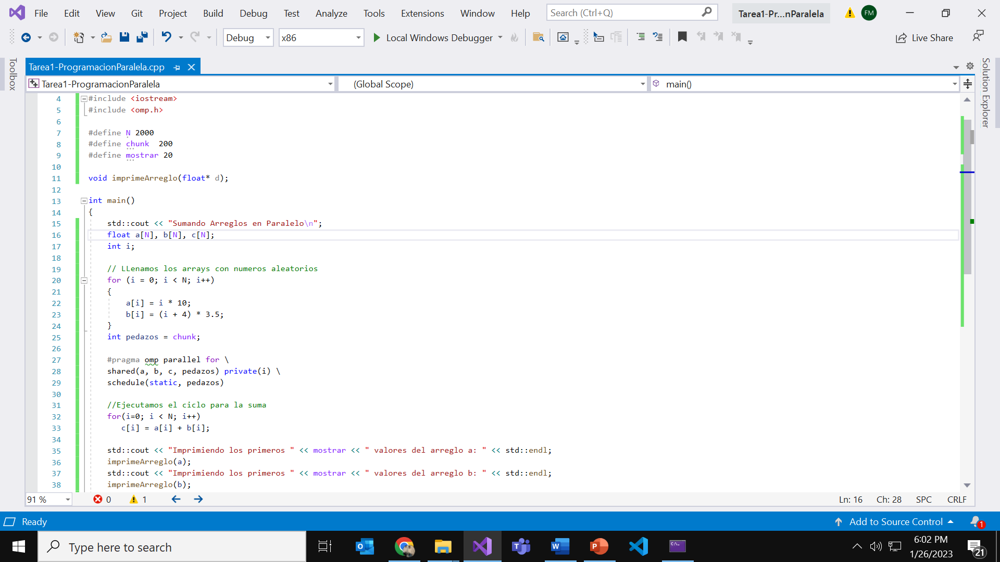 File Edit View Git Project Build Debug Test Analyze Tools Extensions Window Help Search (Ctrl+Q) Tarea1-Pr...nParalela FM
Debug x86 Local Windows Debugger Live Share
Toolbox
Tarea1-ProgramacionParalela.cpp
Solution Explorer
Tarea1-ProgramacionParalela (Global Scope) main()
4 #include <iostream>
5 #include <omp.h>
6
7 #define N 2000
8 #define chunk  200
9 #define mostrar 20
10
11 void imprimeArreglo(float* d);
12
13 int main()
14 {
15     std::cout << "Sumando Arreglos en Paralelo\n";
16     float a[N], b[N], c[N];
17     int i;
18
19     // LLenamos los arrays con numeros aleatorios
20     for (i = 0; i < N; i++)
21     {
22         a[i] = i * 10;
23         b[i] = (i + 4) * 3.5;
24     }
25     int pedazos = chunk;
26
27     #pragma omp parallel for \
28     shared(a, b, c, pedazos) private(i) \
29     schedule(static, pedazos)
30
31     //Ejecutamos el ciclo para la suma
32     for(i=0; i < N; i++)
33        c[i] = a[i] + b[i];
34
35     std::cout << "Imprimiendo los primeros " << mostrar << " valores del arreglo a: " << std::endl;
36     imprimeArreglo(a);
37     std::cout << "Imprimiendo los primeros " << mostrar << " valores del arreglo b: " << std::endl;
38     imprimeArreglo(b);
91 % 0 1 Ln: 16 Ch: 28 SPC CRLF
Ready Add to Source Control 1
Type here to search
6:02 PM
1/26/2023
21